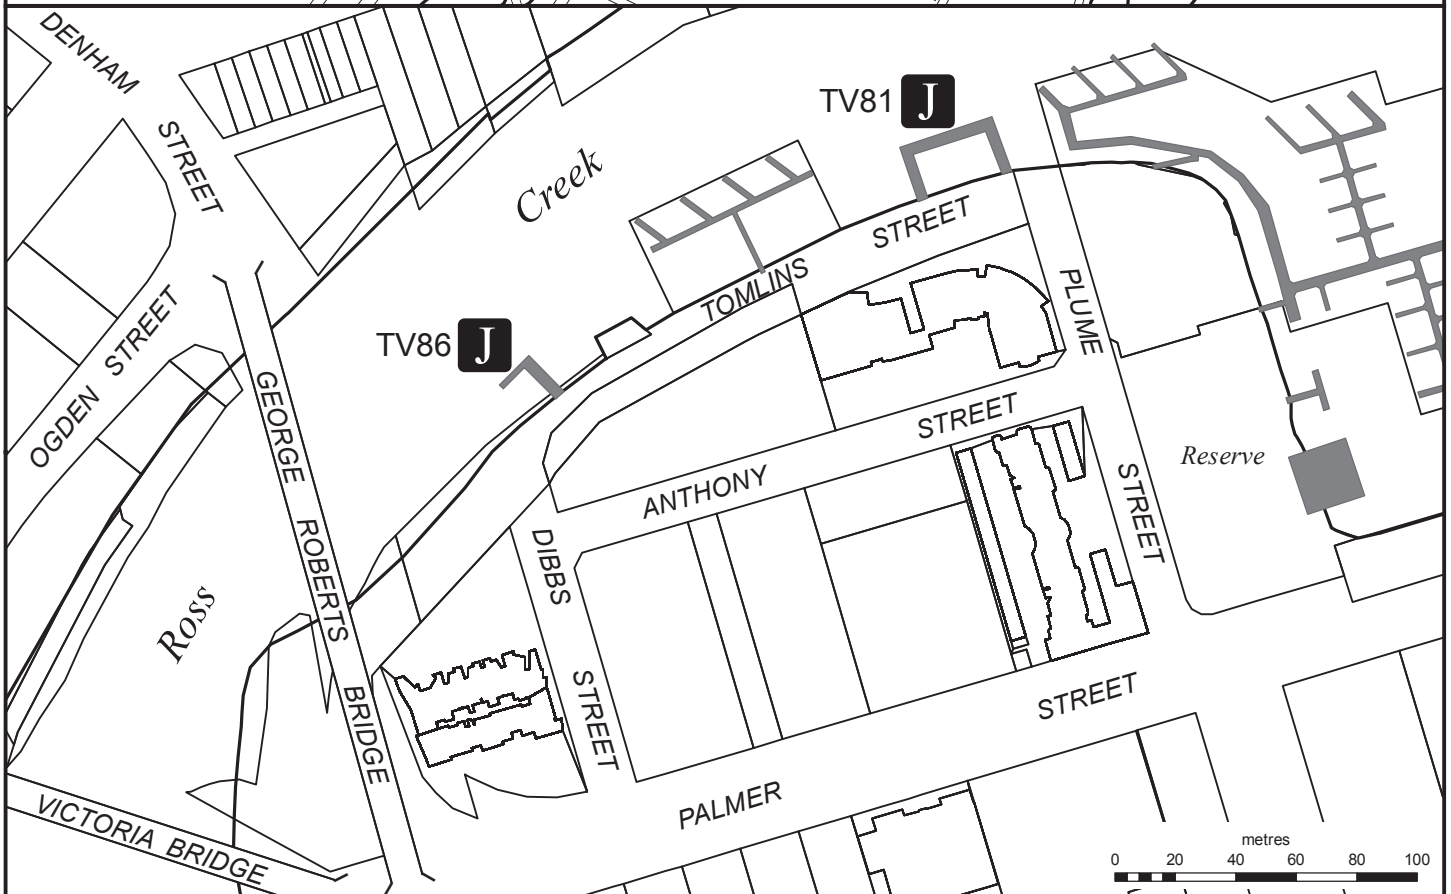 DENHAM
STREET
TV81 J
Creek
STREET
TOMLINS
PLUME
TV86 J
OGDEN STREET
GEORGE ROBERTS BRIDGE
STREET
ANTHONY
STREET
Reserve
DIBBS
STREET
Ross
STREET
PALMER
VICTORIA BRIDGE
metres
0 20 40 60 80 100